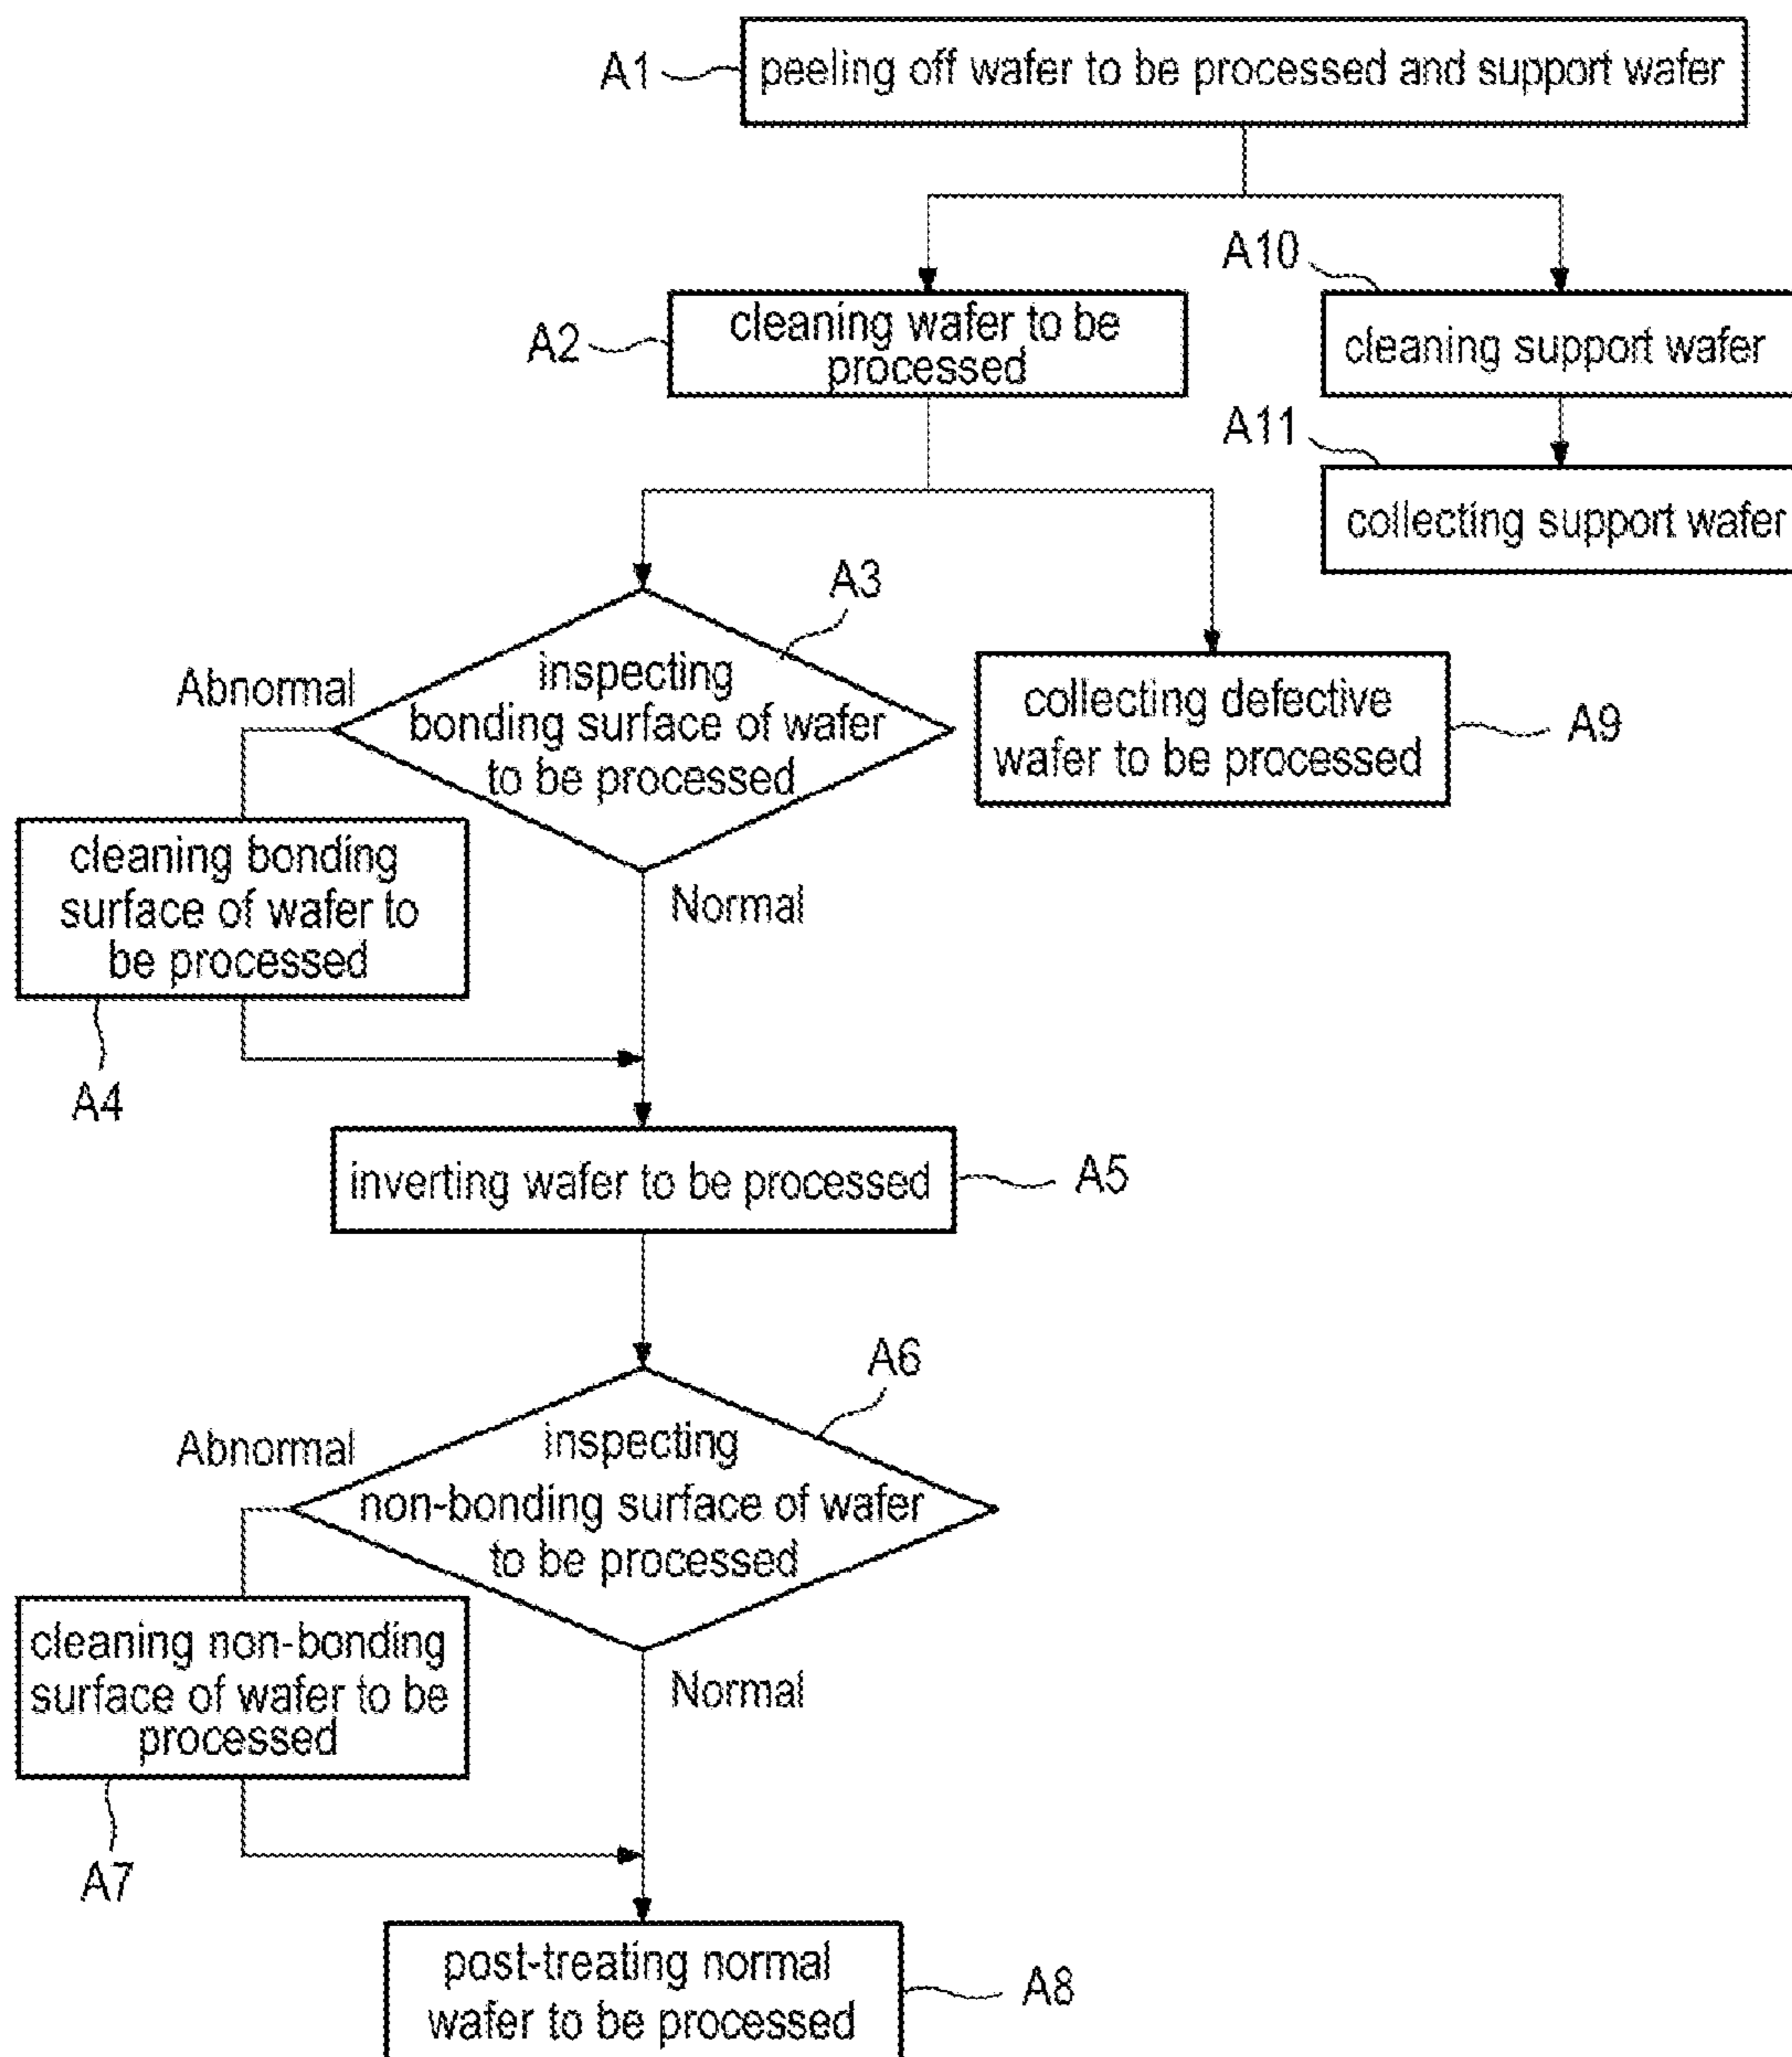 A1
peeling off wafer to be processed and support wafer
A2
cleaning wafer to be
processed
A10
cleaning support wafer
A11
collecting support wafer
A3
inspecting
bonding surface of wafer
to be processed
Abnormal
Normal
collecting defective
wafer to be processed
A9
cleaning bonding
surface of wafer to
be processed
A4
inverting wafer to be processed
A5
A6
inspecting
non-bonding surface of wafer
to be processed
Abnormal
Normal
cleaning non-bonding
surface of wafer to be
processed
A7
post-treating normal
wafer to be processed
A8